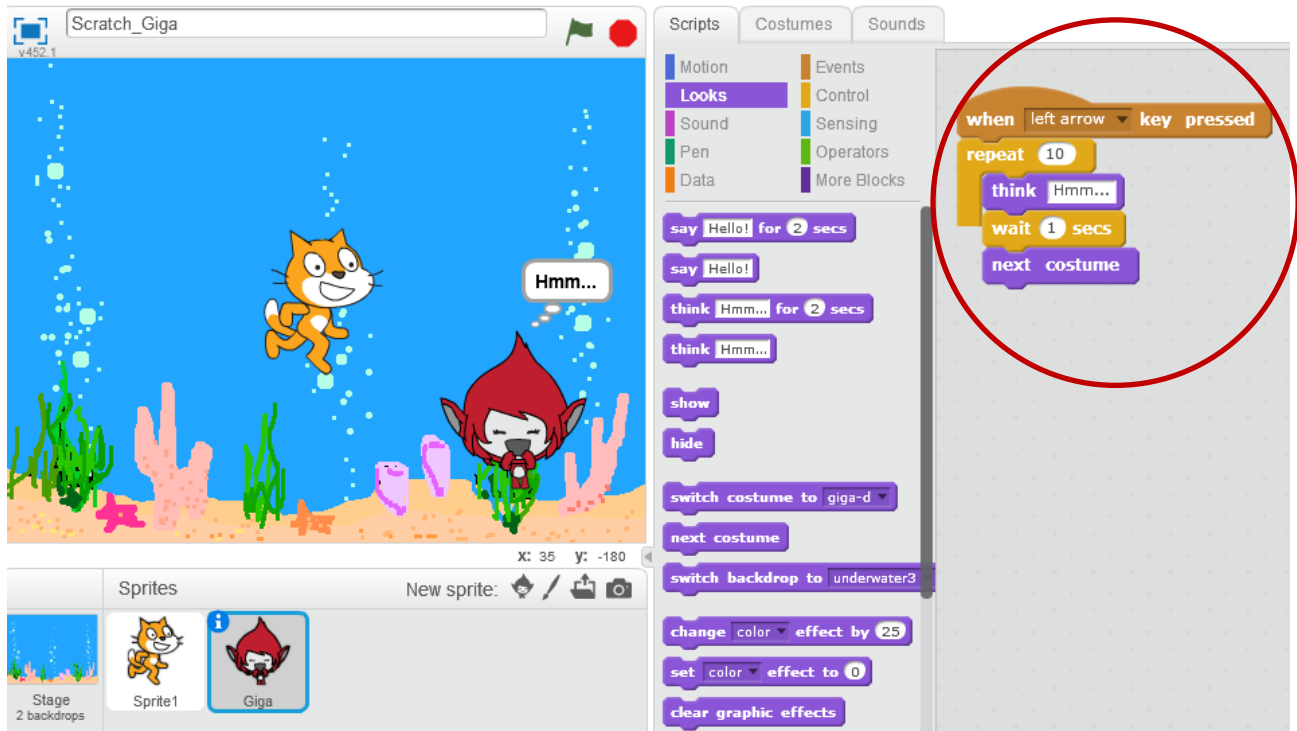 Scratch_Giga
v452.1
Hmm...
x: 35 y: -180
Sprites
New sprite:
Stage
2 backdrops
Sprite1
Giga
Scripts
Costumes
Sounds
Motion
Events
Looks
Control
Sound
Sensing
Pen
Operators
Data
More Blocks
say Hello! for 2 secs
say Hello!
think Hmm... for 2 secs
think Hmm...
show
hide
switch costume to giga-d
next costume
switch backdrop to underwater3
change color effect by 25
set color effect to 0
clear graphic effects
when left arrow key pressed
repeat 10
think Hmm...
wait 1 secs
next costume